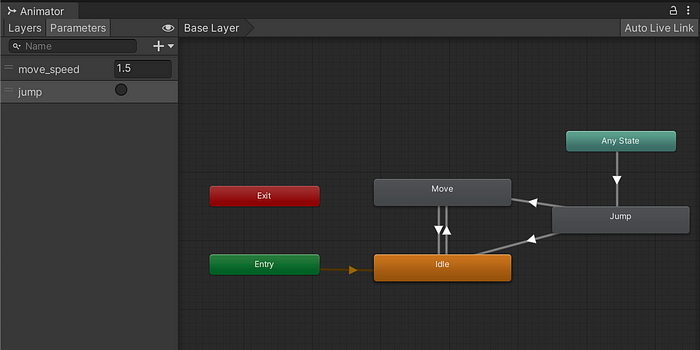 Animator
Layers Parameters
Base Layer
Auto Live Link
Name
move_speed 1.5
jump
Any State
Move
Exit
Jump
Entry
Idle